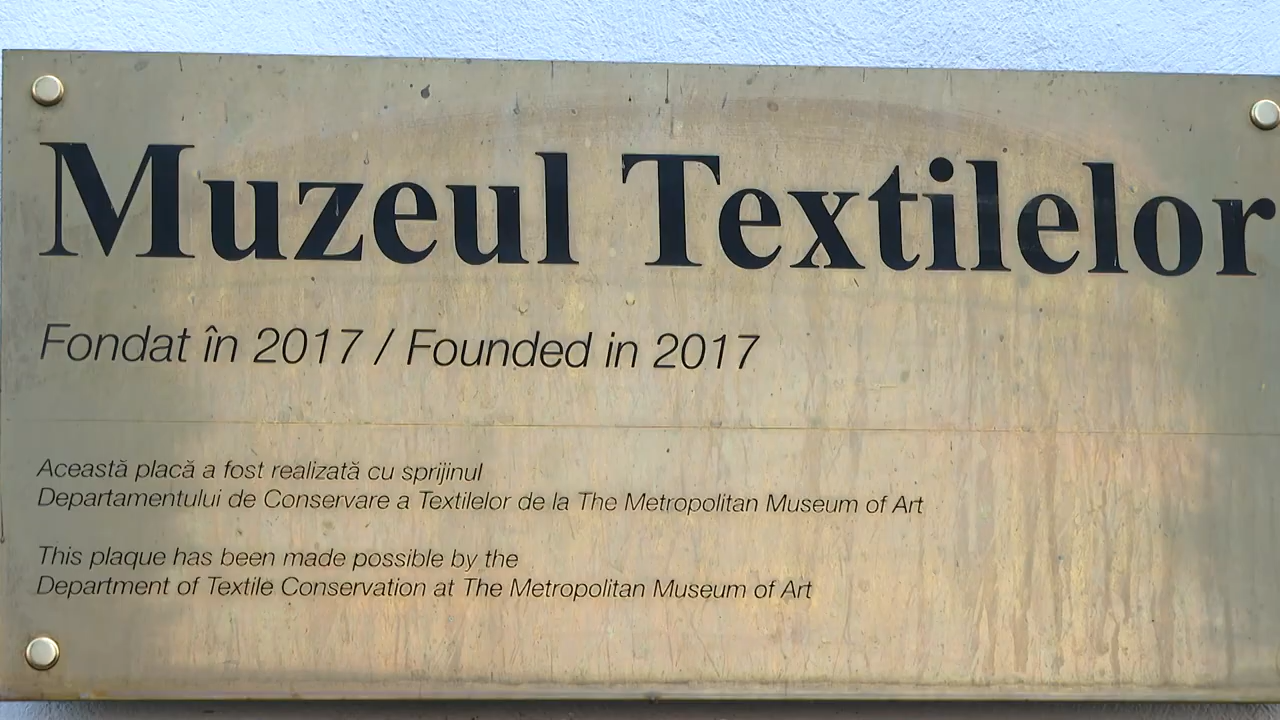 Muzeul Textilelor
Fondat în 2017 / Founded in 2017
Această placă a fost realizată cu sprijinul
Departamentului de Conservare a Textilelor de la The Metropolitan Museum of Art
This plaque has been made possible by the
Department of Textile Conservation at The Metropolitan Museum of Art